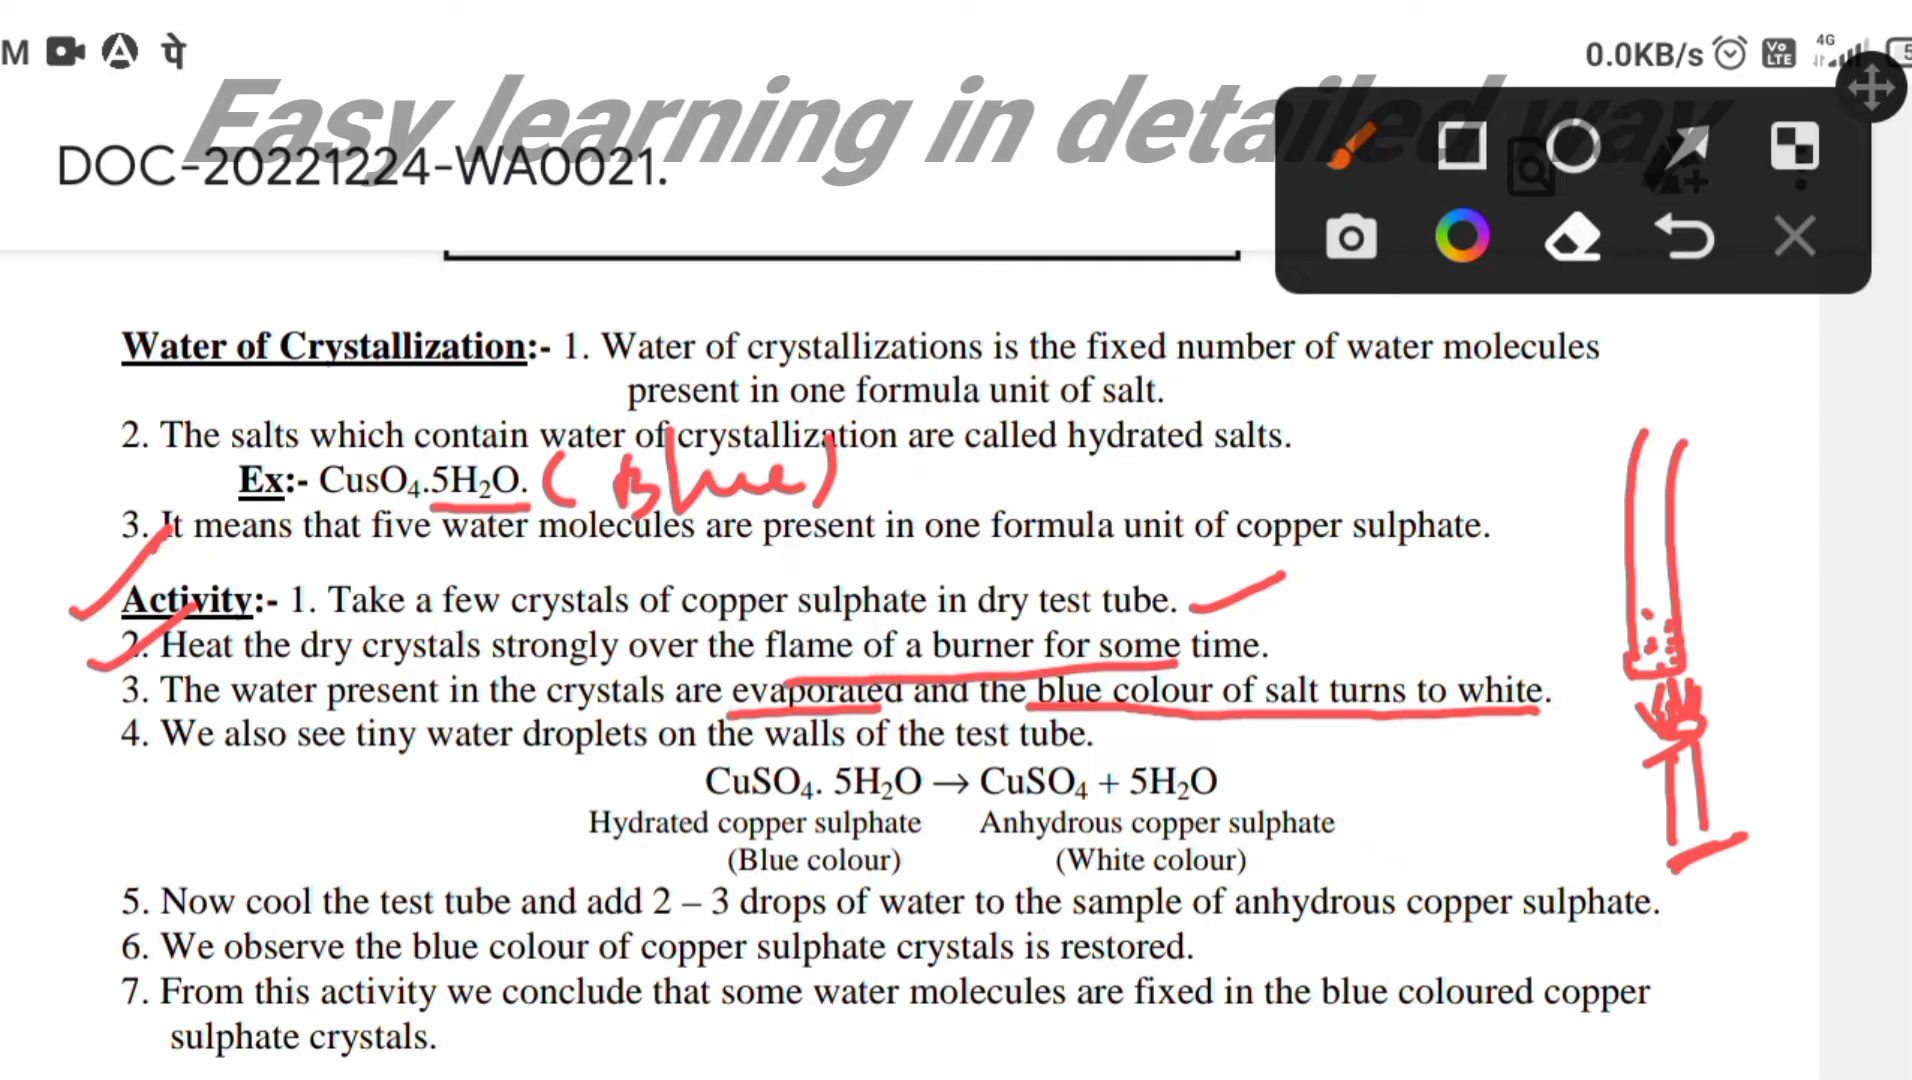 M पे 0.0KB/s Vo LTE 4G 5
Easy learning in detailed way
DOC-20221224-WA0021.
Water of Crystallization:- 1. Water of crystallizations is the fixed number of water molecules
present in one formula unit of salt.
2. The salts which contain water of crystallization are called hydrated salts.
Ex:- CusO₄.5H₂O. (Blue)
3. It means that five water molecules are present in one formula unit of copper sulphate.
Activity:- 1. Take a few crystals of copper sulphate in dry test tube.
2. Heat the dry crystals strongly over the flame of a burner for some time.
3. The water present in the crystals are evaporated and the blue colour of salt turns to white.
4. We also see tiny water droplets on the walls of the test tube.
CuSO₄. 5H₂O → CuSO₄ + 5H₂O
Hydrated copper sulphate Anhydrous copper sulphate
(Blue colour) (White colour)
5. Now cool the test tube and add 2 – 3 drops of water to the sample of anhydrous copper sulphate.
6. We observe the blue colour of copper sulphate crystals is restored.
7. From this activity we conclude that some water molecules are fixed in the blue coloured copper
sulphate crystals.